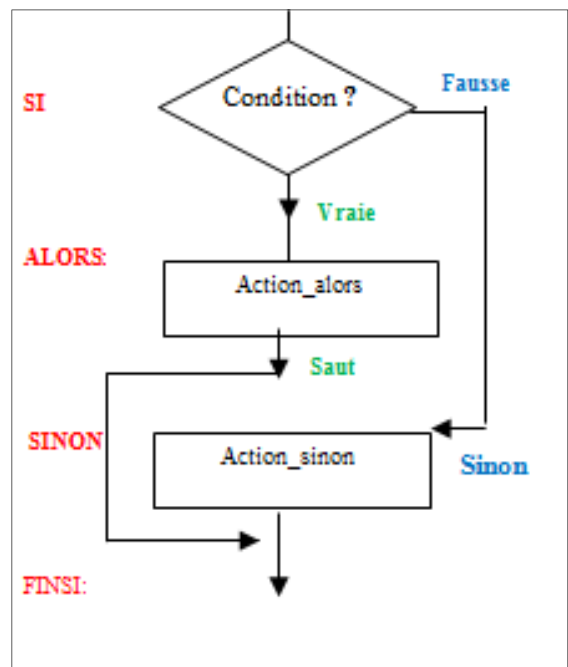 Condition ?
Fausse
SI
Vraie
ALORS:
Action_alors
Saut
SINON
Action_sinon
Sinon
FINSI: